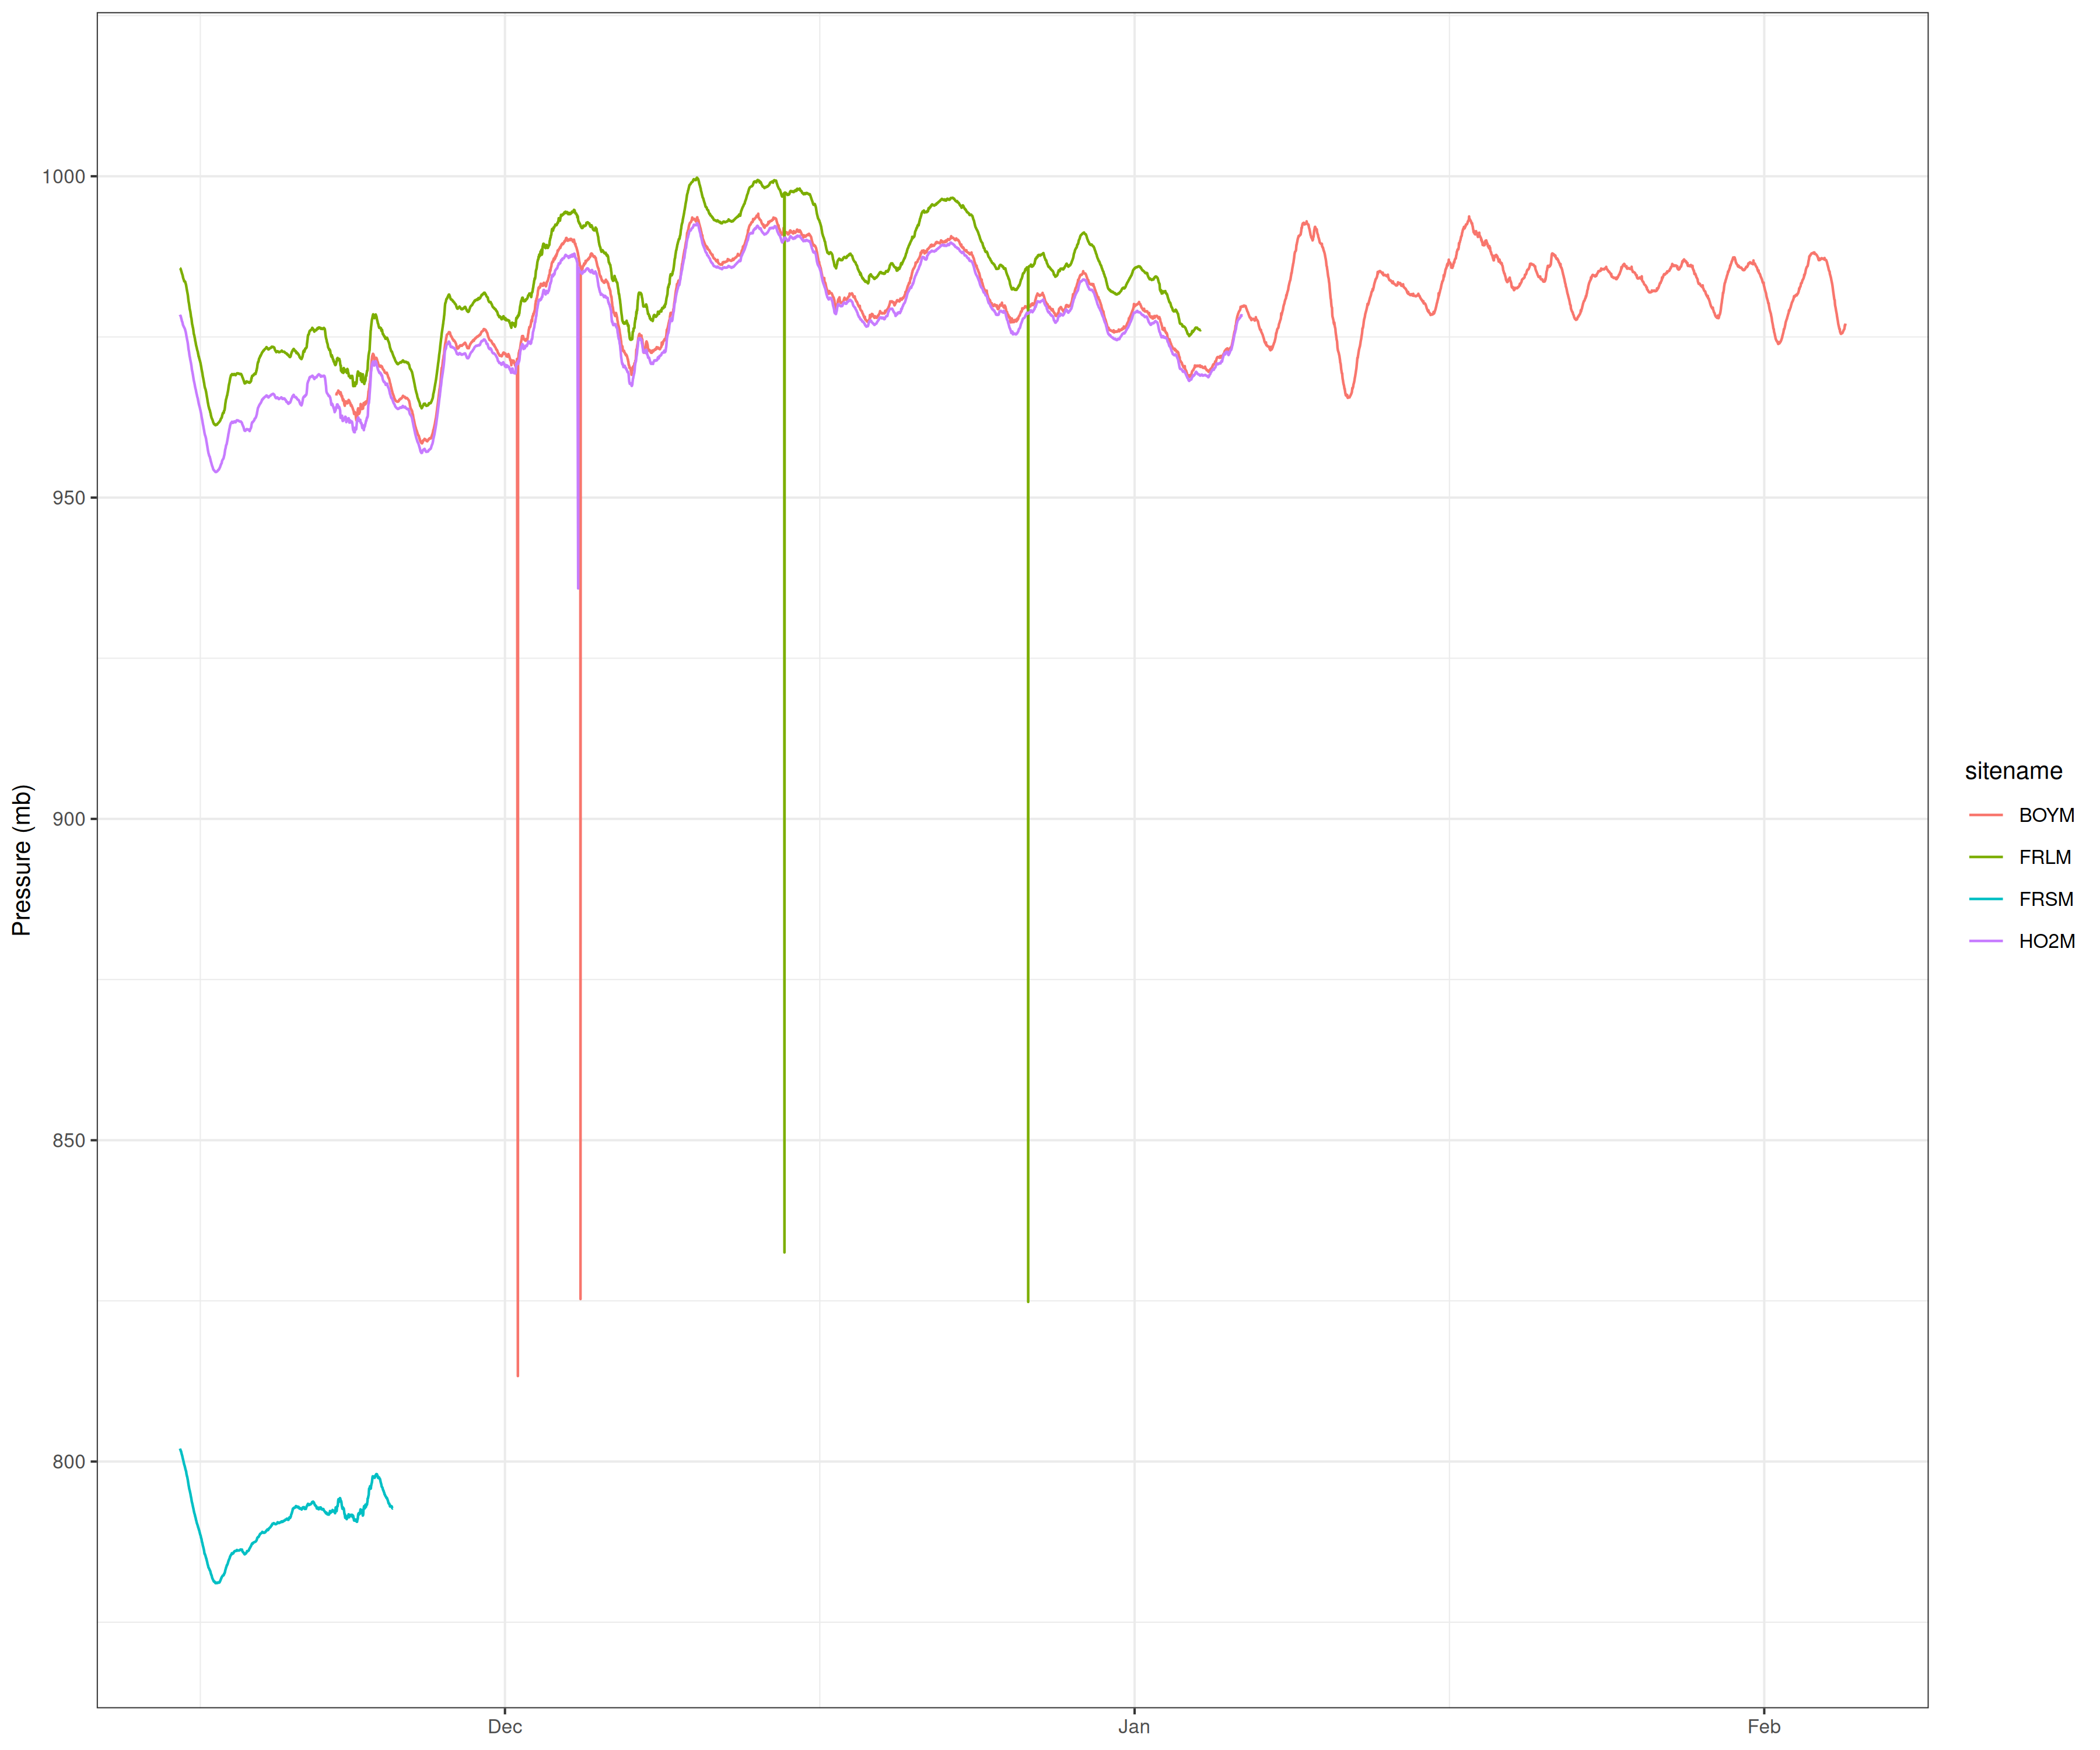 1000
950
900
850
800
Pressure (mb)
Dec
Jan
Feb
sitename
BOYM
FRLM
FRSM
HO2M